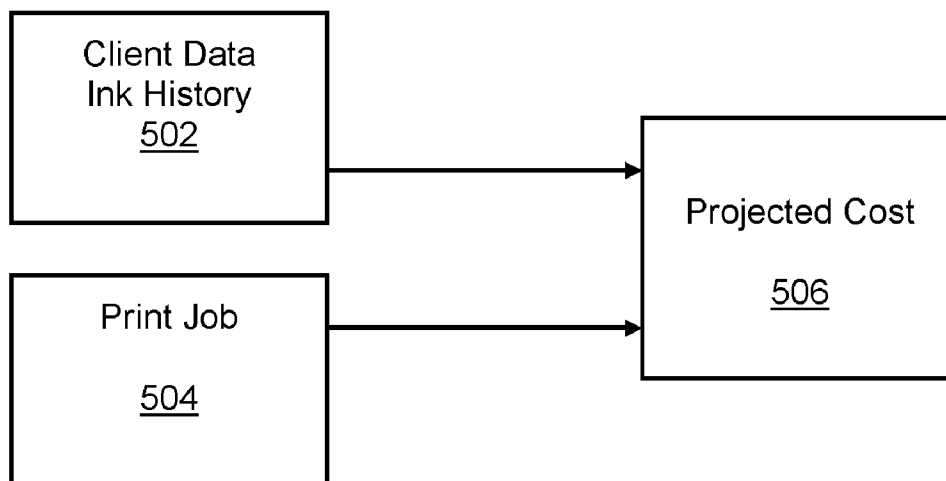 Client Data
Ink History
502
Projected Cost
506
Print Job
504